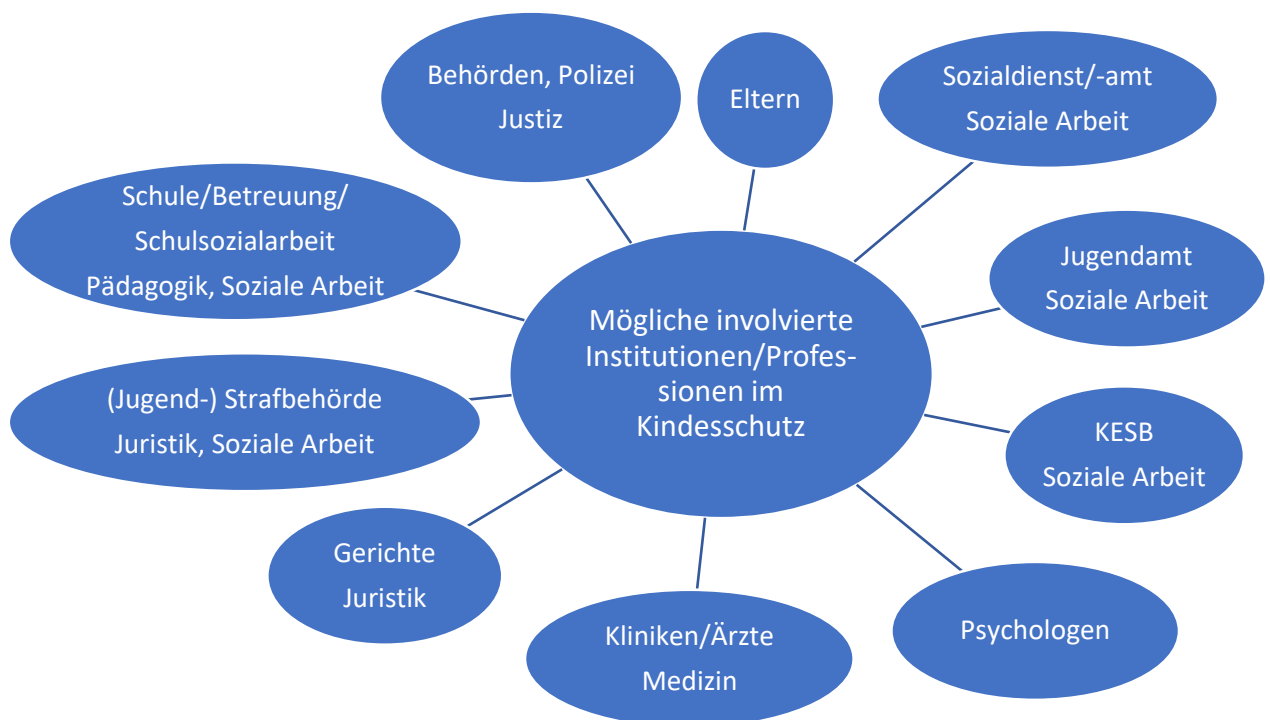 Behörden, Polizei
Justiz
Eltern
Sozialdienst/-amt
Soziale Arbeit
Schule/Betreuung/
Schulsozialarbeit
Pädagogik, Soziale Arbeit
Jugendamt
Soziale Arbeit
Mögliche involvierte
Institutionen/Profes-
sionen im
Kindesschutz
(Jugend-) Strafbehörde
Juristik, Soziale Arbeit
KESB
Soziale Arbeit
Gerichte
Juristik
Kliniken/Ärzte
Medizin
Psychologen